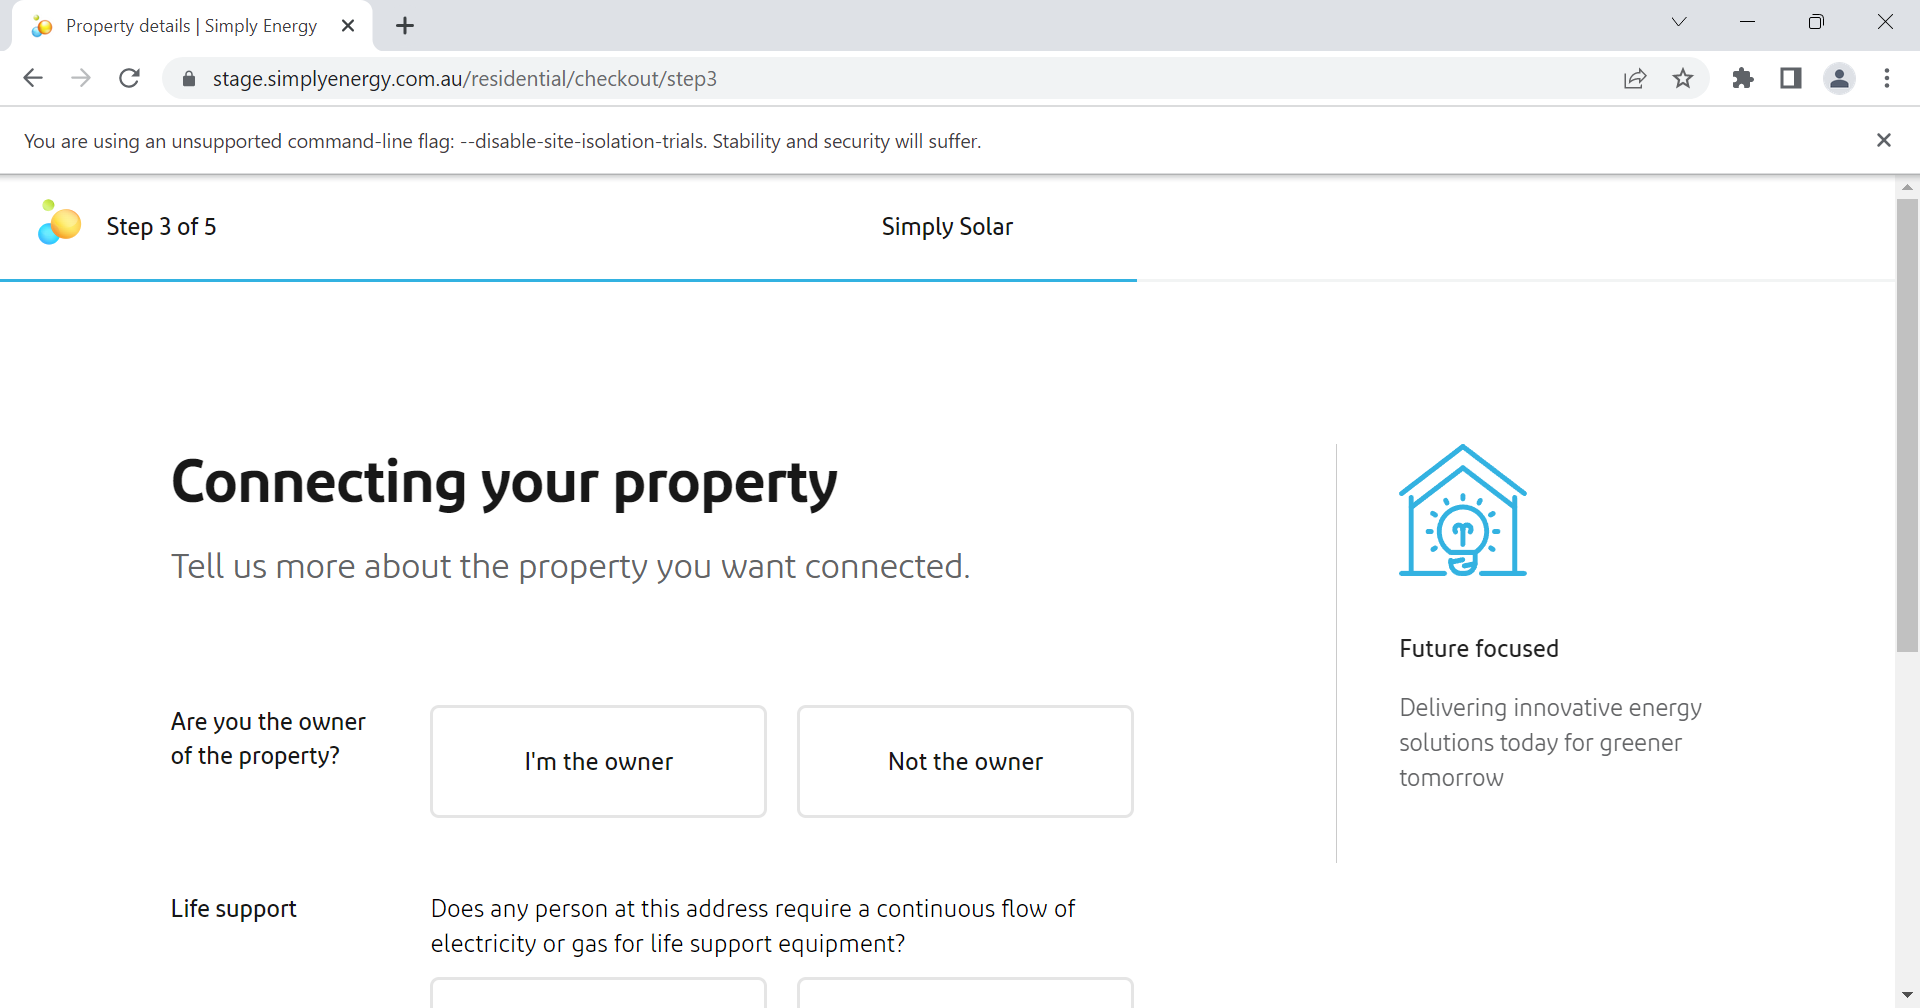 Property details | Simply Energy
stage.simplyenergy.com.au/residential/checkout/step3
You are using an unsupported command-line flag: --disable-site-isolation-trials. Stability and security will suffer.
Step 3 of 5
Simply Solar
Connecting your property
Tell us more about the property you want connected.
Are you the owner
of the property?
I'm the owner
Not the owner
Life support
Does any person at this address require a continuous flow of
electricity or gas for life support equipment?
Future focused
Delivering innovative energy
solutions today for greener
tomorrow